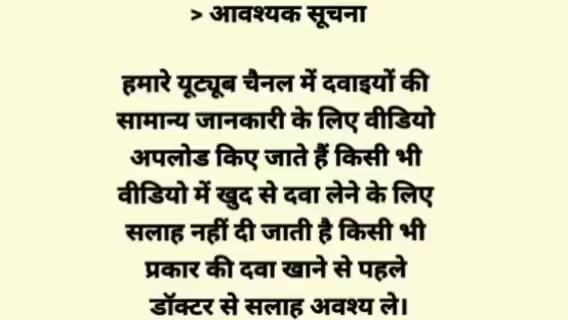 > आवश्यक सूचना
हमारे यूट्यूब चैनल में दवाइयों की
सामान्य जानकारी के लिए वीडियो
अपलोड किए जाते हैं किसी भी
वीडियो में खुद से दवा लेने के लिए
सलाह नहीं दी जाती है किसी भी
प्रकार की दवा खाने से पहले
डॉक्टर से सलाह अवश्य ले।